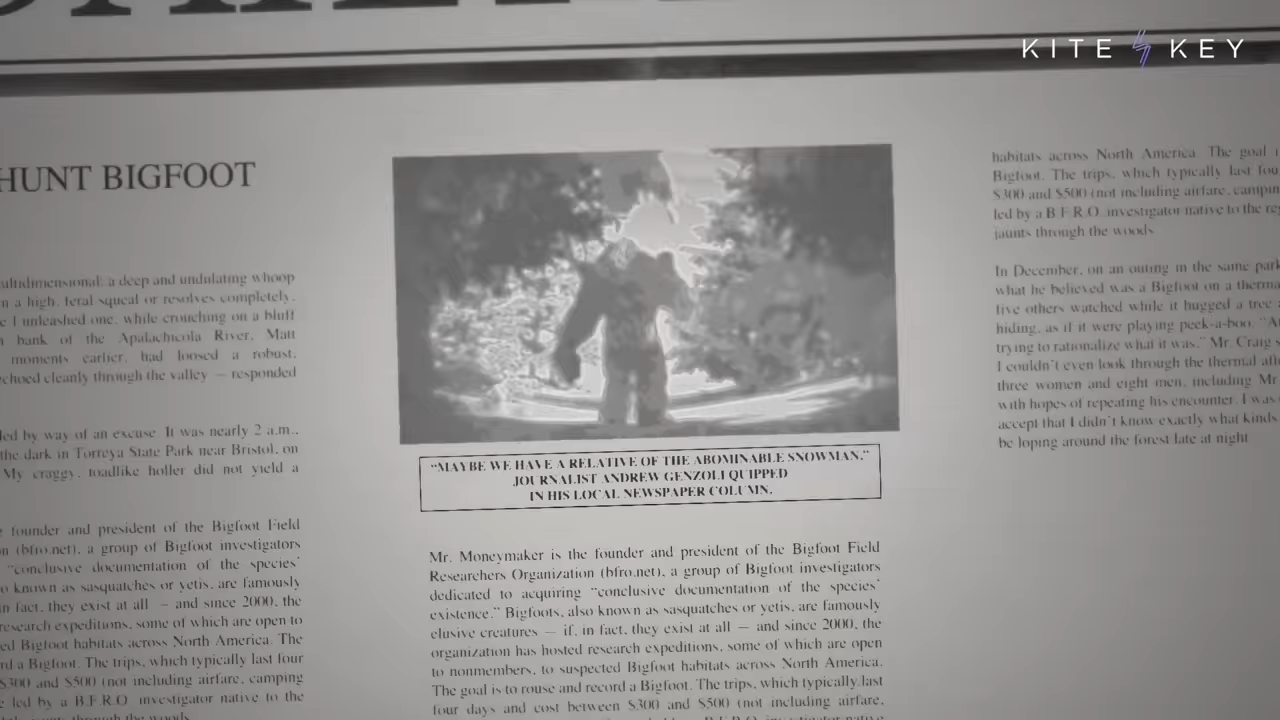 KITE KEY
HUNT BIGFOOT
a deep and undulating whoop
a high, feral squeal or resolves completely.
I unleashed one, while crouching on a bluff
bank of the Apalachicola River, Matt
moments earlier, had loosed a robust,
echoed cleanly through the valley — responded
by way of an excuse. It was nearly 2 a.m.,
the dark in Torreya State Park near Bristol, on
My craggy, toadlike holler did not yield a
founder and president of the Bigfoot Field
(bfro.net), a group of Bigfoot investigators
"conclusive documentation of the species'
known as sasquatches or yetis, are famously
in fact, they exist at all — and since 2000, the
research expeditions, some of which are open to
Bigfoot habitats across North America. The
a Bigfoot. The trips, which typically last four
$300 and $500 (not including airfare, camping
led by a B.F.R.O. investigator native to the
through the woods
"MAYBE WE HAVE A RELATIVE OF THE ABOMINABLE SNOWMAN,"
JOURNALIST ANDREW GENZOLI QUIPPED
IN HIS LOCAL NEWSPAPER COLUMN.
Mr. Moneymaker is the founder and president of the Bigfoot Field
Researchers Organization (bfro.net), a group of Bigfoot investigators
dedicated to acquiring "conclusive documentation of the species'
existence." Bigfoots, also known as sasquatches or yetis, are famously
elusive creatures — if, in fact, they exist at all — and since 2000, the
organization has hosted research expeditions, some of which are open
to nonmembers, to suspected Bigfoot habitats across North America.
The goal is to rouse and record a Bigfoot. The trips, which typically last
four days and cost between $300 and $500 (not including airfare,
habitats across North America. The goal
Bigfoot. The trips, which typically last
$300 and $500 (not including airfare,
led by a B.F.R.O. investigator native to the
jaunts through the woods.
In December, on an outing in the same
what he believed was a Bigfoot on a
five others watched while it hugged a tree
hiding, as if it were playing peek-a-boo.
trying to rationalize what it was," Mr. Craig
I couldn't even look through the thermal
three women and eight men, including Mr
with hopes of repeating his encounter. I was
accept that I didn't know exactly what kinds
be loping around the forest late at night